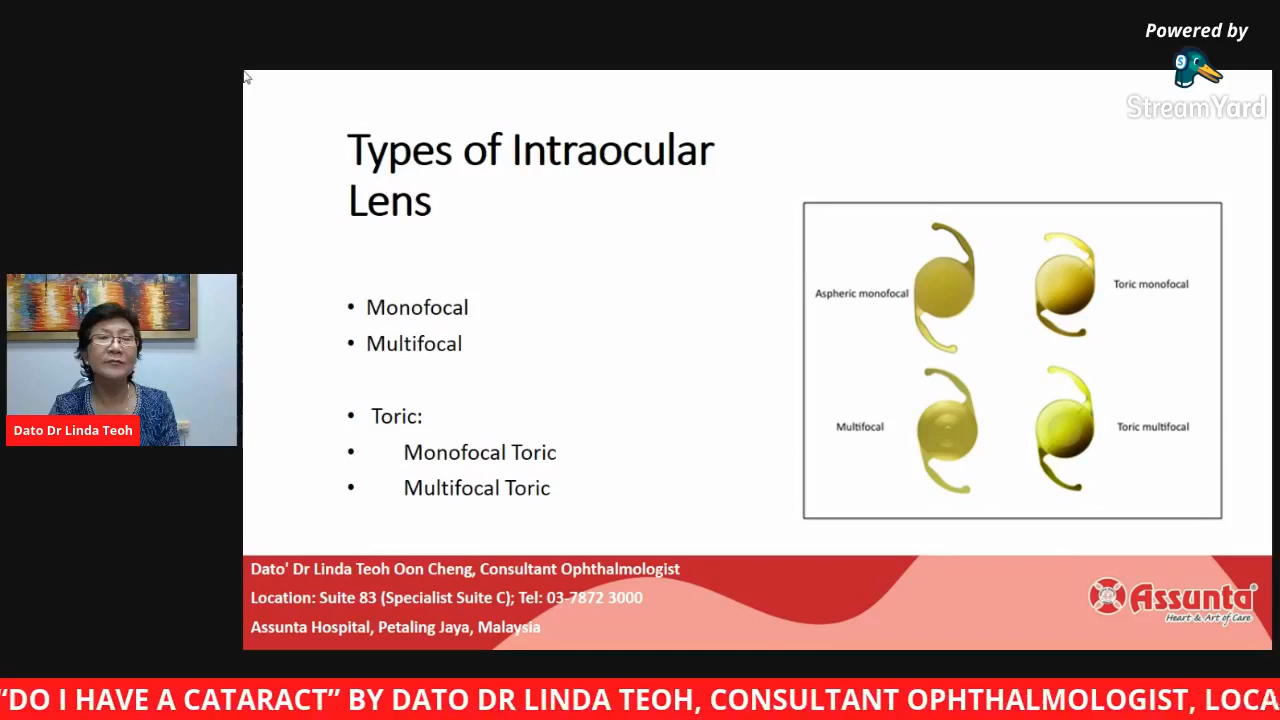 Powered by
StreamYard
Types of Intraocular
Lens
• Monofocal
• Multifocal
• Toric:
• Monofocal Toric
• Multifocal Toric
Aspheric monofocal
Toric monofocal
Multifocal
Toric multifocal
Dato Dr Linda Teoh
Dato' Dr Linda Teoh Oon Cheng, Consultant Ophthalmologist
Location: Suite 83 (Specialist Suite C); Tel: 03-7872 3000
Assunta Hospital, Petaling Jaya, Malaysia
Assunta
Heart & Art of Care
“DO I HAVE A CATARACT” BY DATO DR LINDA TEOH, CONSULTANT OPHTHALMOLOGIST, LOCA